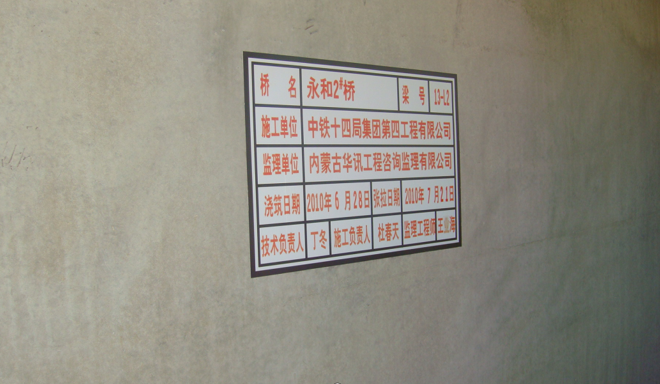 桥 名 永和2#桥 梁 号 13-L2
施工单位 中铁十四局集团第四工程有限公司
监理单位 内蒙古华讯工程咨询监理有限公司
浇筑日期 2010年 6 月28日 张拉日期 2010年 7 月21日
技术负责人 丁冬 施工负责人 杜春天 监理工程师 王业海